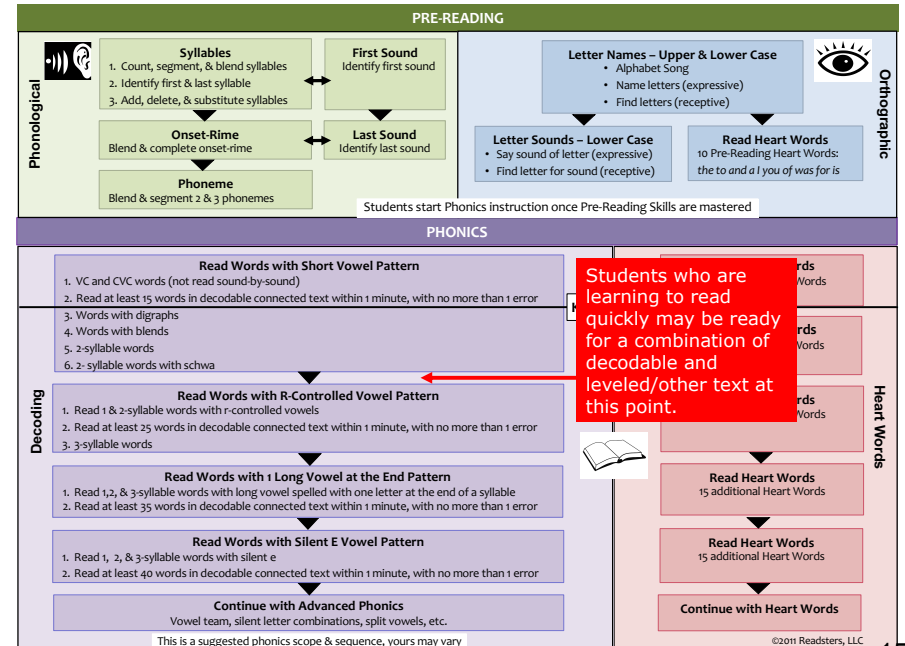 PRE-READING
Phonological
Syllables
1. Count, segment, & blend syllables
2. Identify first & last syllable
3. Add, delete, & substitute syllables
First Sound
Identify first sound
Onset-Rime
Blend & complete onset-rime
Last Sound
Identify last sound
Phoneme
Blend & segment 2 & 3 phonemes
Letter Names – Upper & Lower Case
• Alphabet Song
• Name letters (expressive)
• Find letters (receptive)
Letter Sounds – Lower Case
• Say sound of letter (expressive)
• Find letter for sound (receptive)
Read Heart Words
10 Pre-Reading Heart Words:
the to and a I you of was for is
Orthographic
Students start Phonics instruction once Pre-Reading Skills are mastered
PHONICS
Decoding
Read Words with Short Vowel Pattern
1. VC and CVC words (not read sound-by-sound)
2. Read at least 15 words in decodable connected text within 1 minute, with no more than 1 error
3. Words with digraphs
4. Words with blends
5. 2-syllable words
6. 2- syllable words with schwa
Read Words with R-Controlled Vowel Pattern
1. Read 1 & 2-syllable words with r-controlled vowels
2. Read at least 25 words in decodable connected text within 1 minute, with no more than 1 error
3. 3-syllable words
Read Words with 1 Long Vowel at the End Pattern
1. Read 1,2, & 3-syllable words with long vowel spelled with one letter at the end of a syllable
2. Read at least 35 words in decodable connected text within 1 minute, with no more than 1 error
Read Words with Silent E Vowel Pattern
1. Read 1, 2, & 3-syllable words with silent e
2. Read at least 40 words in decodable connected text within 1 minute, with no more than 1 error
Continue with Advanced Phonics
Vowel team, silent letter combinations, split vowels, etc.
This is a suggested phonics scope & sequence, yours may vary
Students who are
learning to read
quickly may be ready
for a combination of
decodable and
leveled/other text at
this point.
Heart Words
Read Heart Words
15 additional Heart Words
Read Heart Words
15 additional Heart Words
Continue with Heart Words
©2011 Readsters, LLC